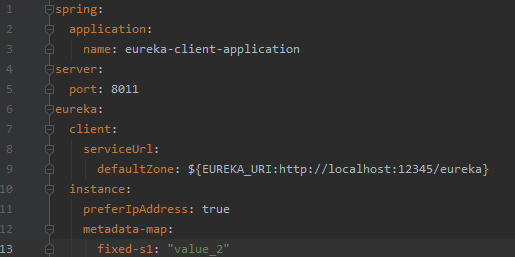 1 spring:
2   application:
3     name: eureka-client-application
4 server:
5   port: 8011
6 eureka:
7   client:
8     serviceUrl:
9       defaultZone: ${EUREKA_URI:http://localhost:12345/eureka}
10   instance:
11     preferIpAddress: true
12     metadata-map:
13       fixed-s1: "value_2"